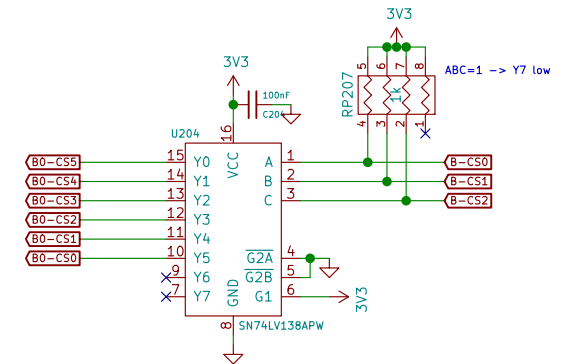 3V3
3V3
ABC=1 -> Y7 low
5
6
7
8
RP207
1k
4
3
2
1
100nF
C204
U204
16
VCC
B0-CS5
15
Y0
A
1
B-CS0
B0-CS4
14
Y1
B
2
B-CS1
B0-CS3
13
Y2
C
3
B-CS2
B0-CS2
12
Y3
B0-CS1
11
Y4
B0-CS0
10
Y5
G2A
4
9
Y6
G2B
5
7
Y7
G1
6
3V3
GND
8
SN74LV138APW